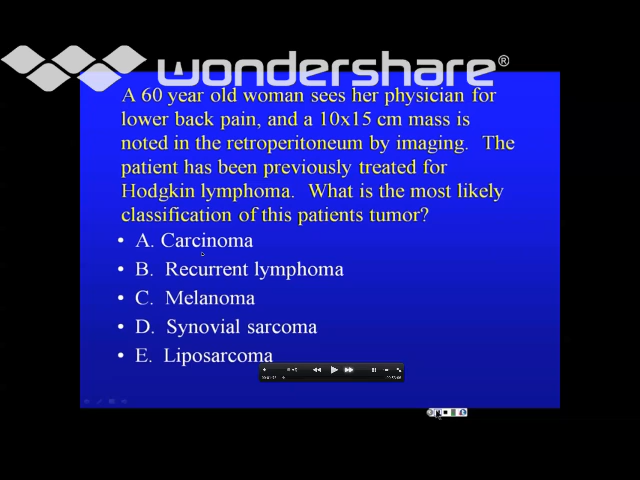 wondershare®
A 60 year old woman sees her physician for
lower back pain, and a 10x15 cm mass is
noted in the retroperitoneum by imaging. The
patient has been previously treated for
Hodgkin lymphoma. What is the most likely
classification of this patients tumor?
• A. Carcinoma
• B. Recurrent lymphoma
• C. Melanoma
• D. Synovial sarcoma
• E. Liposarcoma